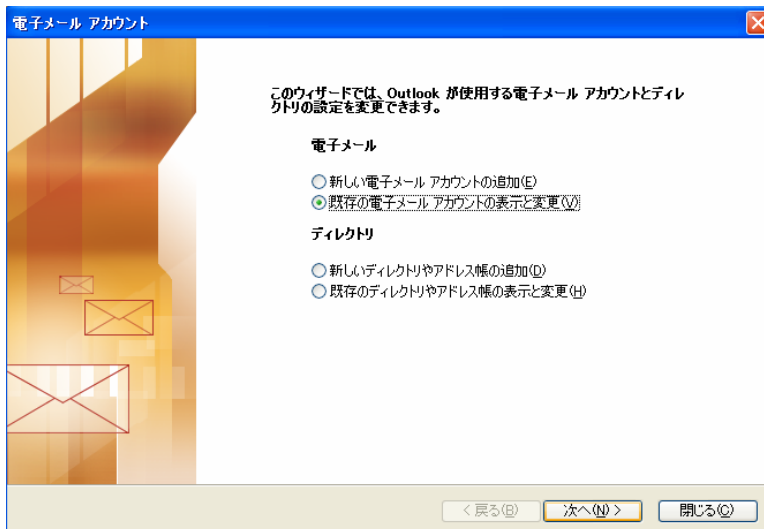 電子メール アカウント
このウィザードでは、Outlook が使用する電子メール アカウントとディレ
クトリの設定を変更できます。
電子メール
新しい電子メール アカウントの追加(E)
既存の電子メール アカウントの表示と変更(V)
ディレクトリ
新しいディレクトリやアドレス帳の追加(D)
既存のディレクトリやアドレス帳の表示と変更(H)
< 戻る(B) 次へ(N) > 閉じる(C)